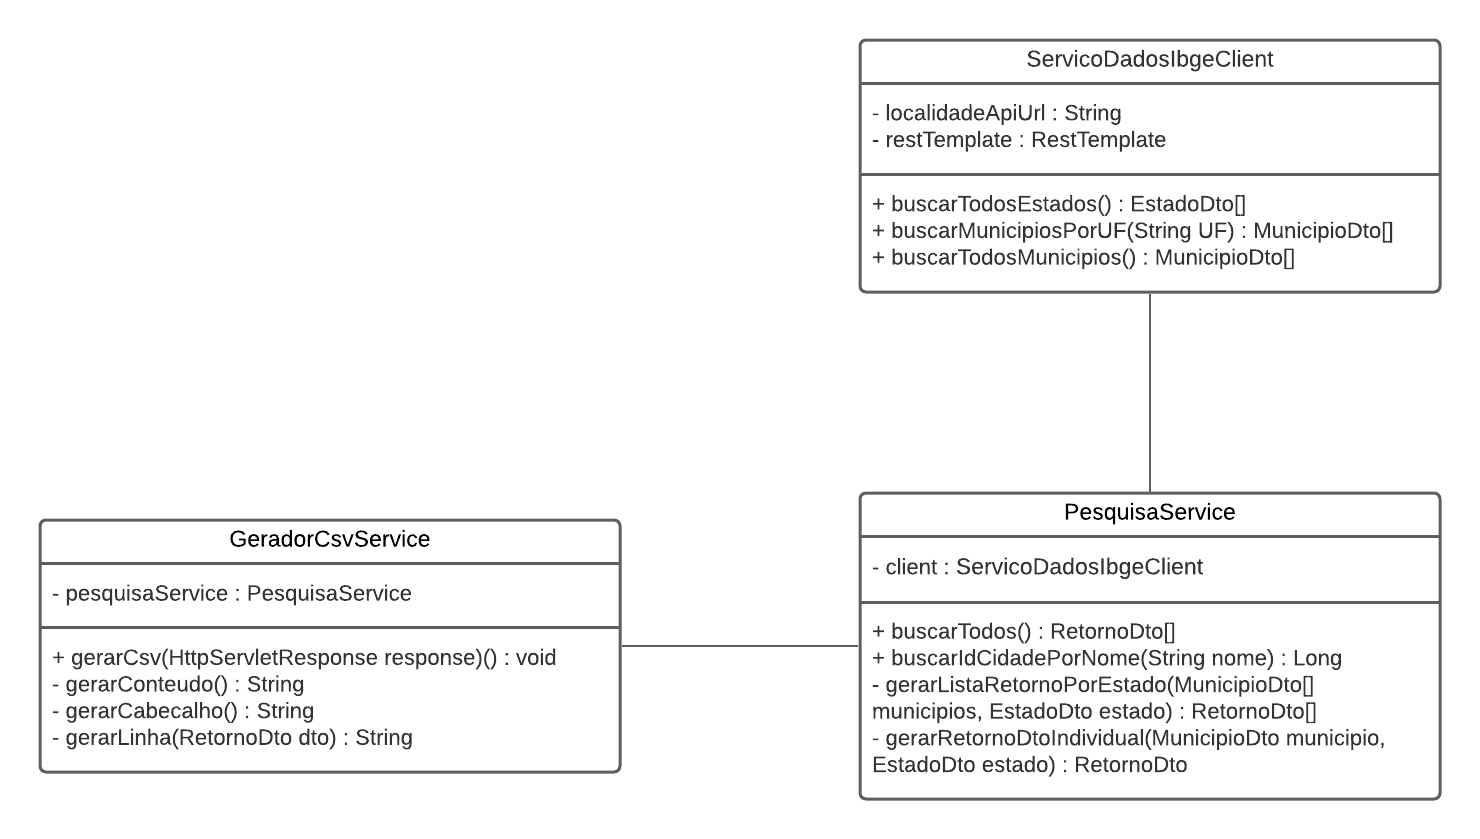 ServicoDadosIbgeClient
- localidadeApiUrl : String
- restTemplate : RestTemplate
+ buscarTodosEstados() : EstadoDto[]
+ buscarMunicipiosPorUF(String UF) : MunicipioDto[]
+ buscarTodosMunicipios() : MunicipioDto[]
GeradorCsvService
- pesquisaService : PesquisaService
+ gerarCsv(HttpServletResponse response)() : void
- gerarConteudo() : String
- gerarCabecalho() : String
- gerarLinha(RetornoDto dto) : String
PesquisaService
- client : ServicoDadosIbgeClient
+ buscarTodos() : RetornoDto[]
+ buscarIdCidadePorNome(String nome) : Long
- gerarListaRetornoPorEstado(MunicipioDto[]
municipios, EstadoDto estado) : RetornoDto[]
- gerarRetornoDtoIndividual(MunicipioDto municipio,
EstadoDto estado) : RetornoDto